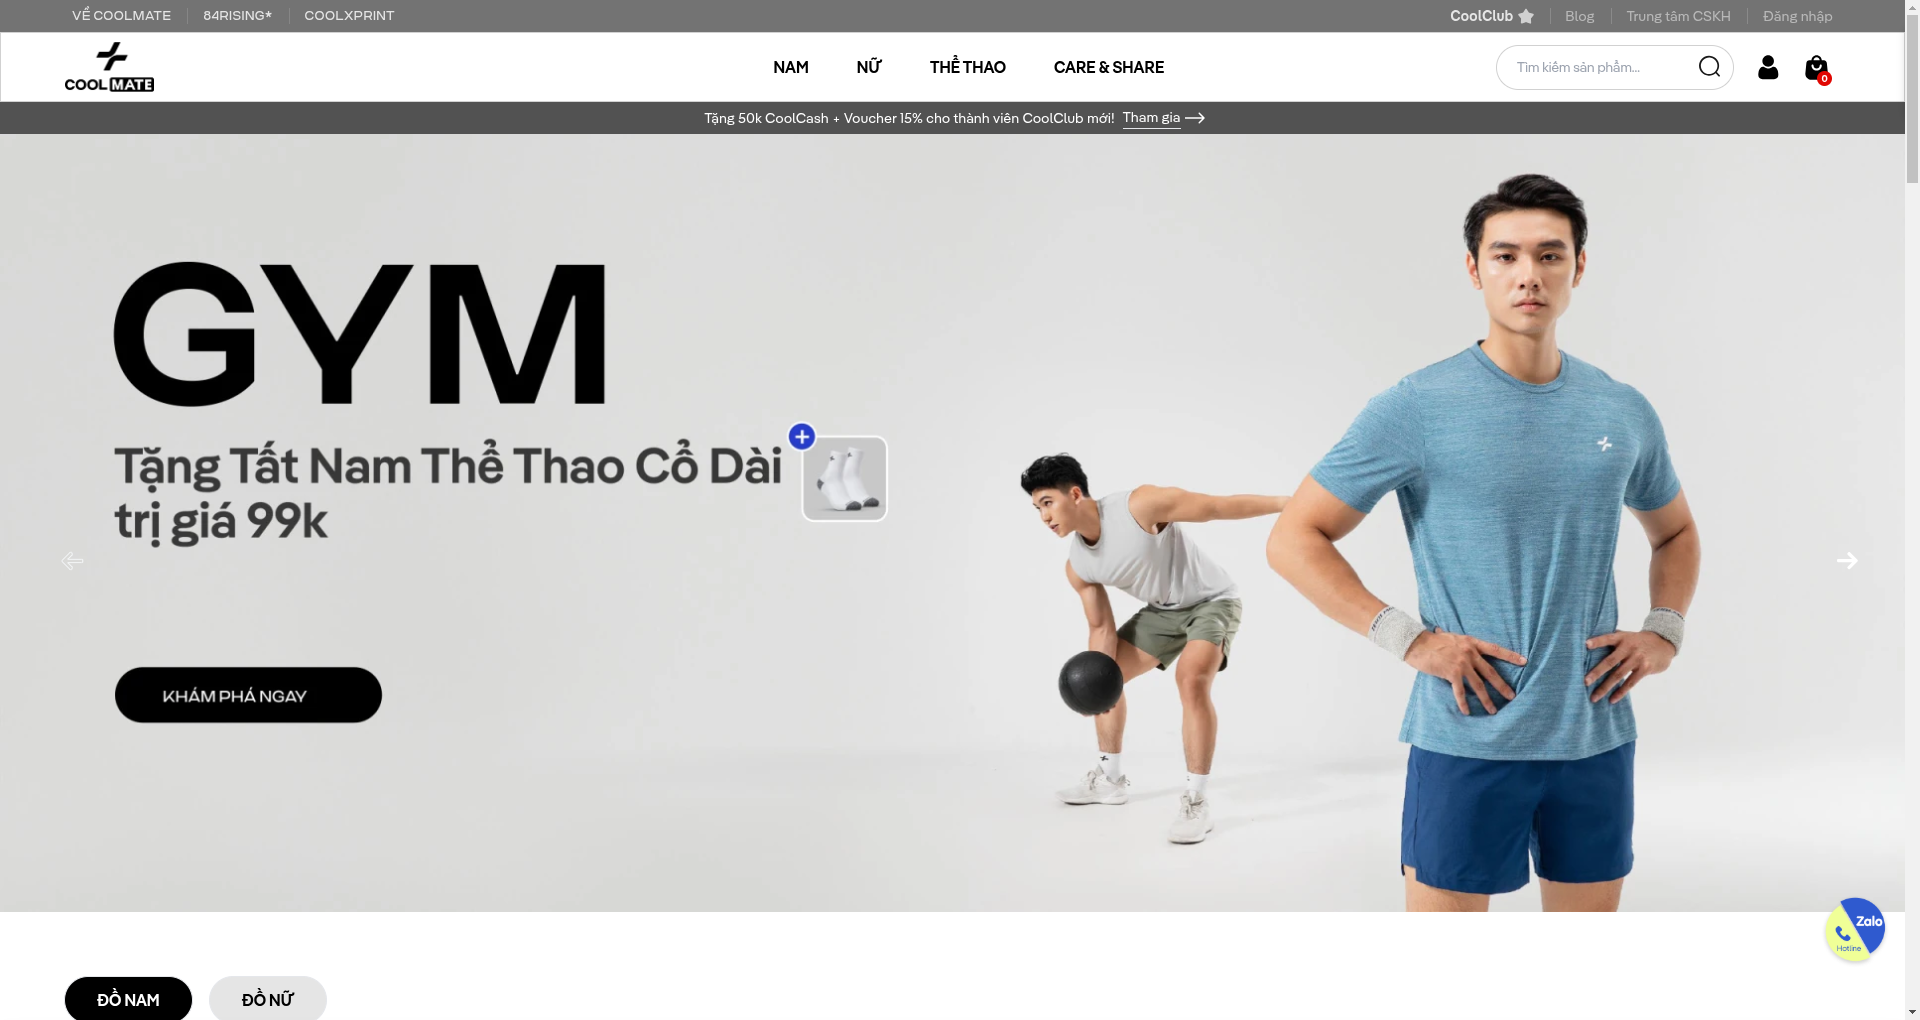 VỀ COOLMATE
84RISING*
COOLXPRINT
CoolClub
Blog
Trung tâm CSKH
Đăng nhập
COOLMATE
NAM
NỮ
THỂ THAO
CARE & SHARE
Tìm kiếm sản phẩm...
0
Tặng 50k CoolCash + Voucher 15% cho thành viên CoolClub mới! Tham gia
GYM
Tặng Tất Nam Thể Thao Cổ Dài
trị giá 99k
KHÁM PHÁ NGAY
Zalo
Hotline
ĐỒ NAM
ĐỒ NỮ